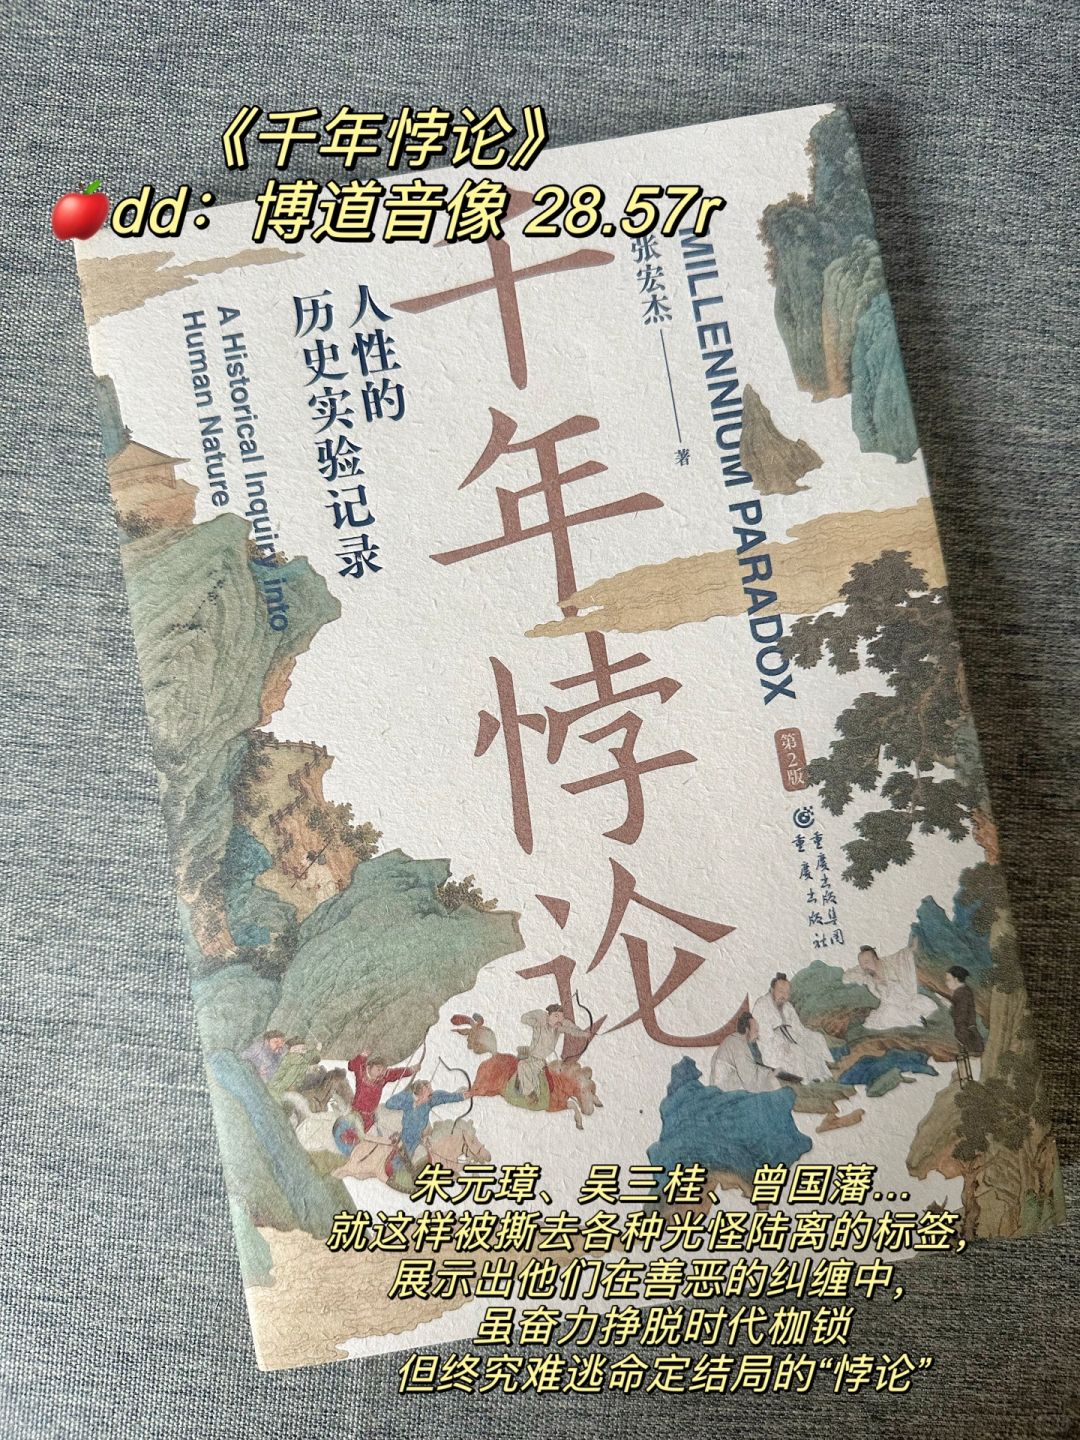 《千年悖论》
🍎dd：博道音像 28.57r
千年悖论
人性的
历史实验记录
A Historical Inquiry into
Human Nature
张宏杰
著
MILLENNIUM PARADOX
第2版
重庆出版集团
重庆出版社
朱元璋、吴三桂、曾国藩...
就这样被撕去各种光怪陆离的标签，
展示出他们在善恶的纠缠中，
虽奋力挣脱时代枷锁
但终究难逃命定结局的“悖论”